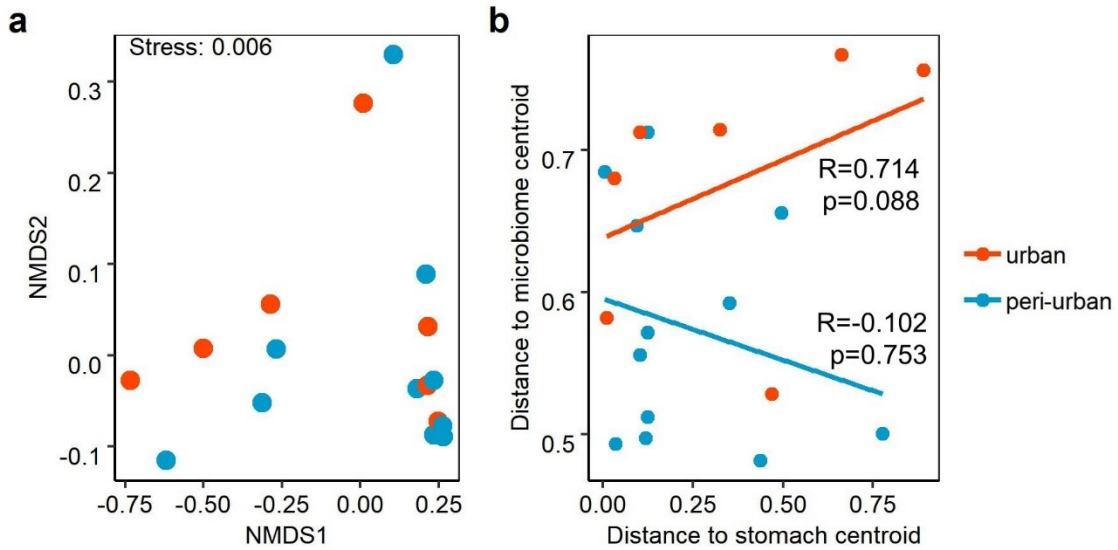 a
Stress: 0.006
NMDS2
0.3
0.2
0.1
0.0
-0.1
-0.75
-0.50
-0.25
0.00
0.25
NMDS1
b
Distance to microbiome centroid
0.7
0.6
0.5
R=0.714
p=0.088
R=-0.102
p=0.753
0.00
0.25
0.50
0.75
Distance to stomach centroid
urban
peri-urban